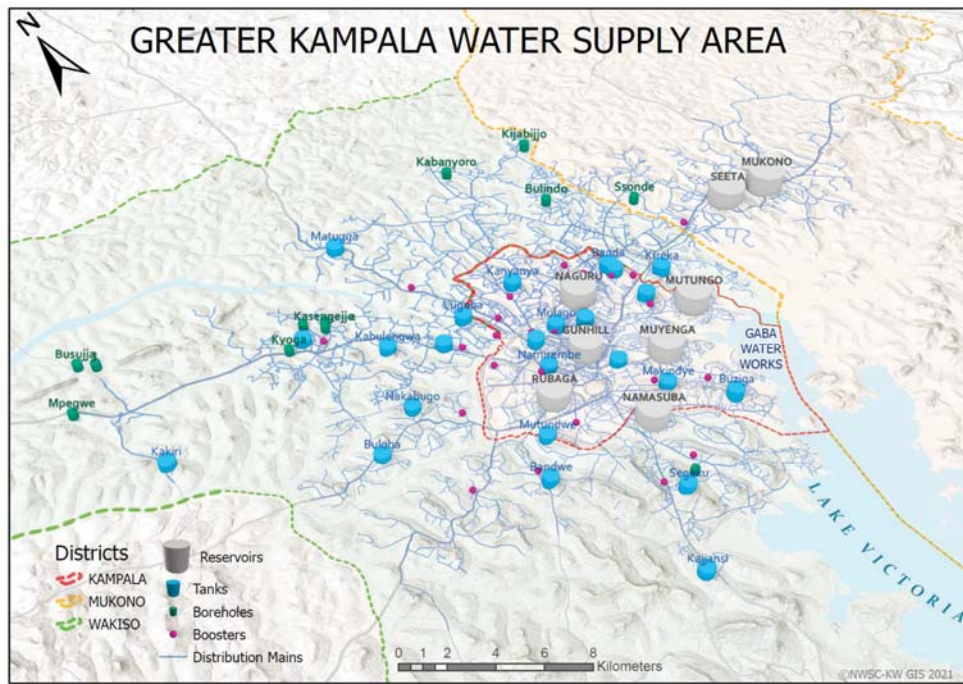 N
GREATER KAMPALA WATER SUPPLY AREA
Kijabijjo
Kabanyoro
MUKONO
SEETA
Bulindo
Ssonde
Matugga
Banda
Kireka
Kanyanya
NAGURU
MUTUNGO
Lugoba
Mulago
Kasengejje
GUNHILL
MUYENGA
GABA
WATER
WORKS
Kyoga
Kabulengwa
Busujja
Namirembe
Makindye
Buziga
RUBAGA
Mpegwe
Nakabugo
NAMASUBA
Mutundwe
Buloba
Kakiri
Bandwe
Seguku
Kajjansi
LAKE VICTORIA
Districts
KAMPALA
MUKONO
WAKISO
Reservoirs
Tanks
Boreholes
Boosters
Distribution Mains
0 2 4 6 8
Kilometers
©NWSC-KW GIS 2021